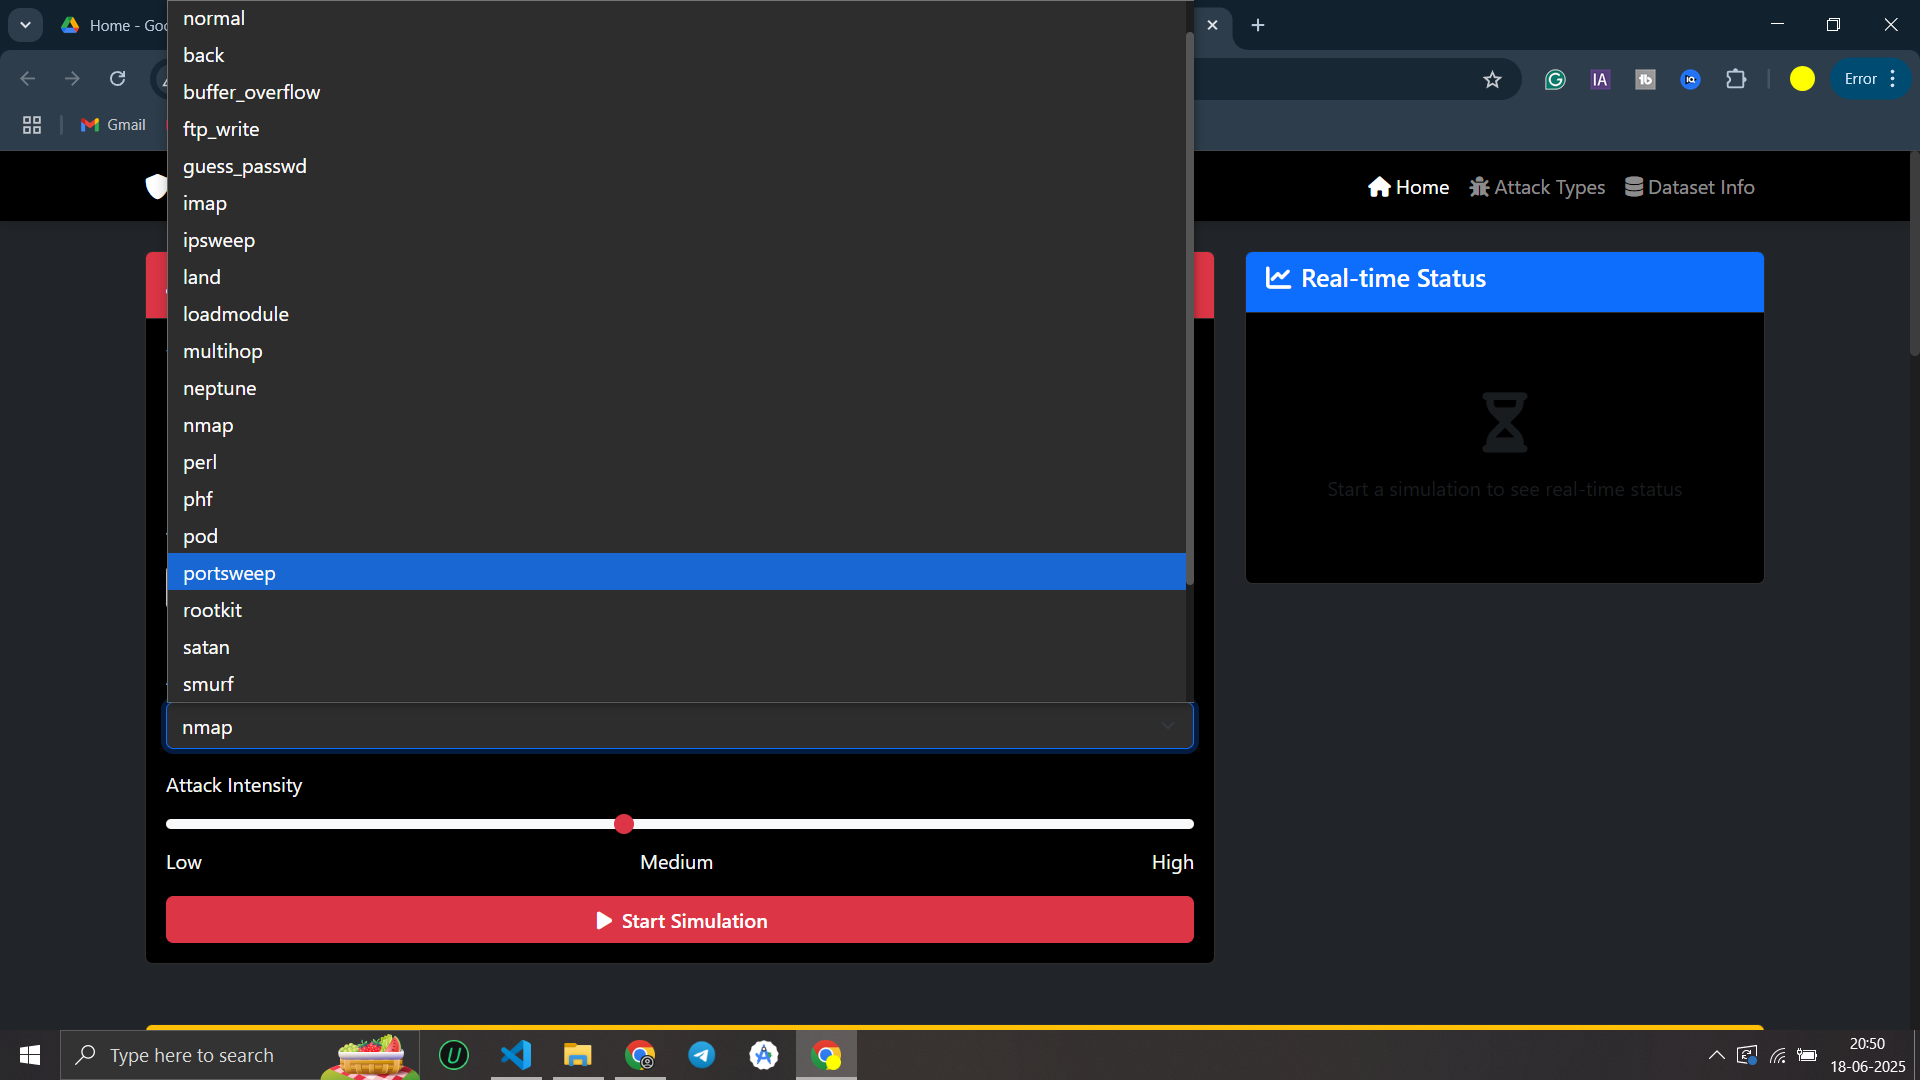 Home - Goo
Error
Gmail
normal
back
buffer_overflow
ftp_write
guess_passwd
imap
ipsweep
land
loadmodule
multihop
neptune
nmap
perl
phf
pod
portsweep
rootkit
satan
smurf
nmap
Home Attack Types Dataset Info
Real-time Status
Start a simulation to see real-time status
Attack Intensity
Low Medium High
Start Simulation
Type here to search
20:50
18-06-2025